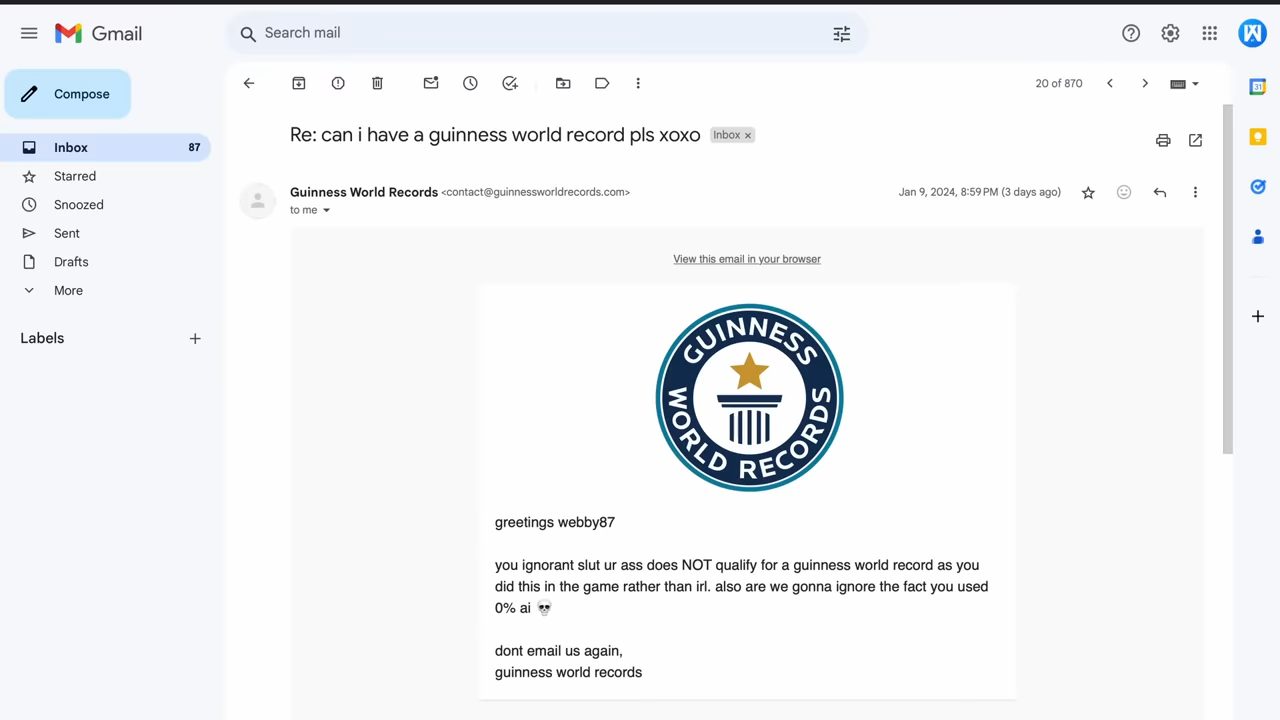 Gmail
Search mail
Compose
20 of 870
Inbox 87
Starred
Snoozed
Sent
Drafts
More
Labels
Re: can i have a guinness world record pls xoxo Inbox ×
Guinness World Records <contact@guinnessworldrecords.com>
Jan 9, 2024, 8:59 PM (3 days ago)
to me
View this email in your browser
GUINNESS
WORLD RECORDS
greetings webby87
you ignorant slut ur ass does NOT qualify for a guinness world record as you
did this in the game rather than irl. also are we gonna ignore the fact you used
0% ai 💀
dont email us again,
guinness world records
31